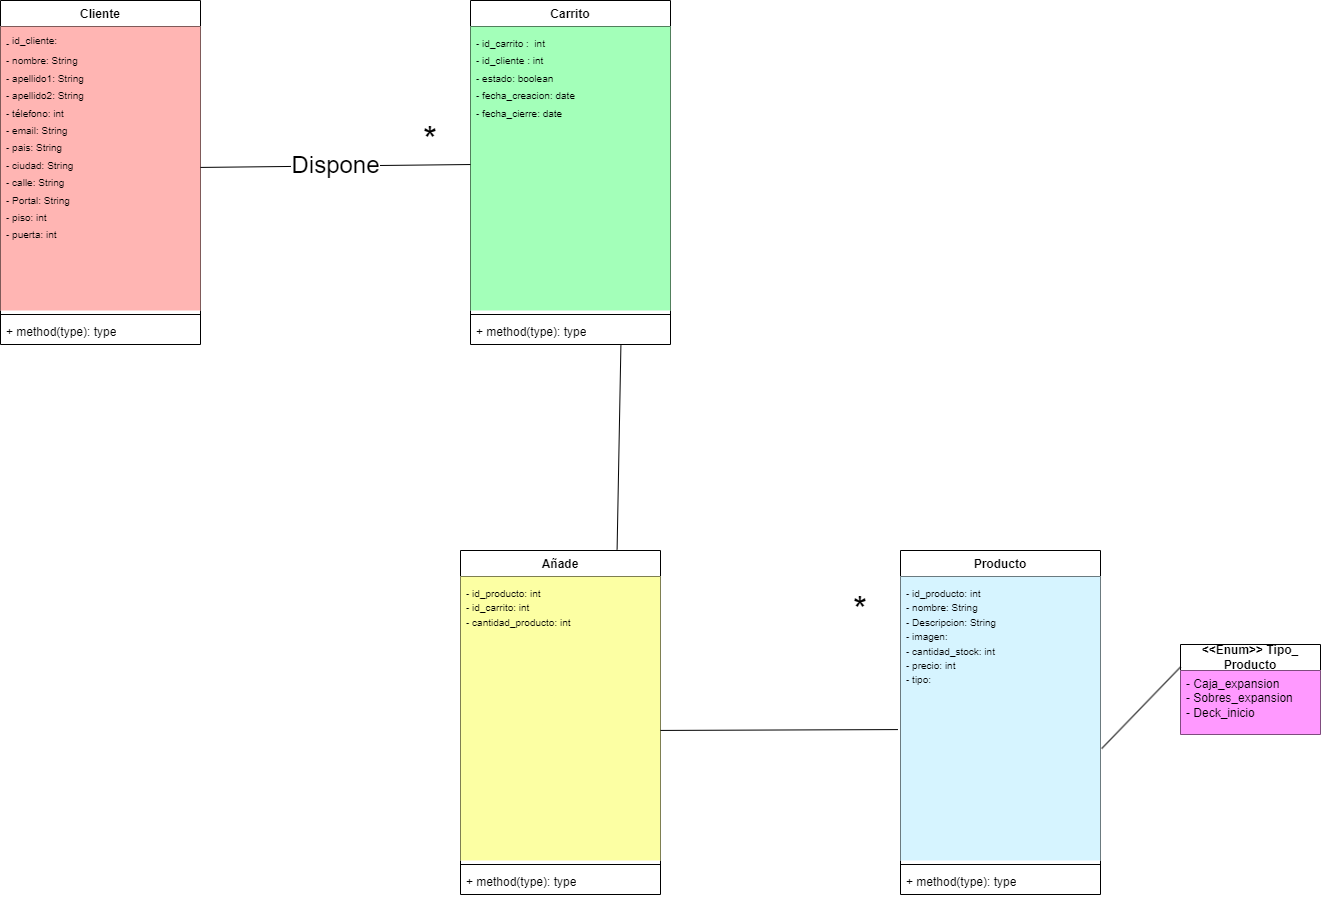 Cliente
- id_cliente:
- nombre: String
- apellido1: String
- apellido2: String
- télefono: int
- email: String
- pais: String
- ciudad: String
- calle: String
- Portal: String
- piso: int
- puerta: int
+ method(type): type
*
Dispone
Carrito
- id_carrito : int
- id_cliente : int
- estado: boolean
- fecha_creacion: date
- fecha_cierre: date
+ method(type): type
Añade
- id_producto: int
- id_carrito: int
- cantidad_producto: int
+ method(type): type
*
Producto
- id_producto: int
- nombre: String
- Descripcion: String
- imagen:
- cantidad_stock: int
- precio: int
- tipo:
+ method(type): type
<<Enum>> Tipo_
Producto
- Caja_expansion
- Sobres_expansion
- Deck_inicio